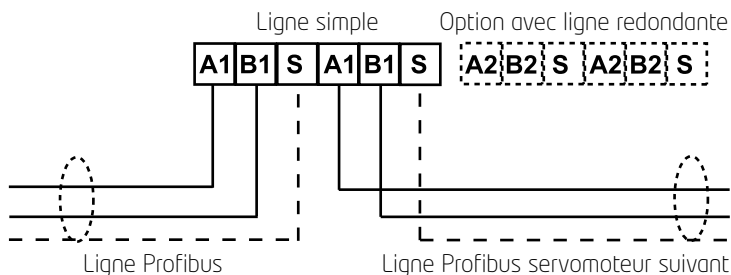 Ligne simple Option avec ligne redondante
A1 B1 S A1 B1 S A2 B2 S A2 B2 S
Ligne Profibus Ligne Profibus servomoteur suivant